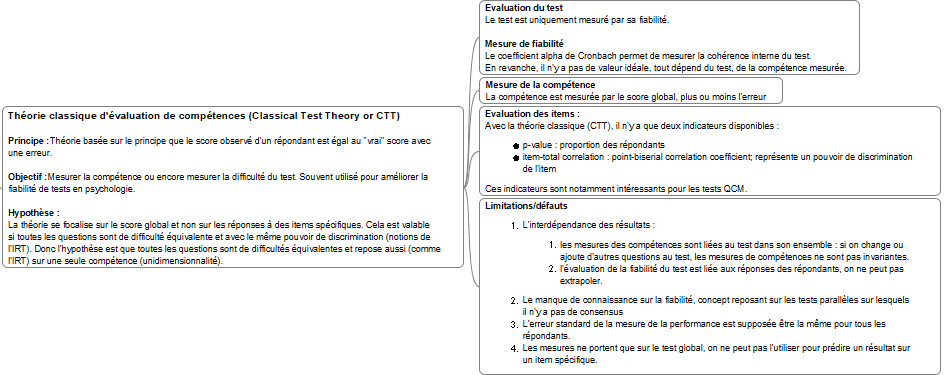 Théorie classique d'évaluation de compétences (Classical Test Theory or CTT)
Principe : Théorie basée sur le principe que le score observé d'un répondant est égal au "vrai" score avec
une erreur.
Objectif : Mesurer la compétence ou encore mesurer la difficulté du test. Souvent utilisé pour améliorer la
fiabilité de tests en psychologie.
Hypothèse :
La théorie se focalise sur le score global et non sur les réponses à des items spécifiques. Cela est valable
si toutes les questions sont de difficulté équivalente et avec le même pouvoir de discrimination (notions de
l'IRT). Donc l'hypothèse est que toutes les questions sont de difficultés équivalentes et repose aussi (comme
l'IRT) sur une seule compétence (unidimensionnalité).
Evaluation du test
Le test est uniquement mesuré par sa fiabilité.
Mesure de fiabilité
Le coefficient alpha de Cronbach permet de mesurer la cohérence interne du test.
En revanche, il n'y a pas de valeur idéale, tout dépend du test, de la compétence mesurée.
Mesure de la compétence
La compétence est mesurée par le score global, plus ou moins l'erreur
Evaluation des items :
Avec la théorie classique (CTT), il n'y a que deux indicateurs disponibles :
● p-value : proportion des répondants
● item-total correlation : point-biserial correlation coefficient; représente un pouvoir de discrimination
de l'item
Ces indicateurs sont notamment intéressants pour les tests QCM.
Limitations/défauts
1. L'interdépendance des résultats :
1. les mesures des compétences sont liées au test dans son ensemble : si on change ou
ajoute d'autres questions au test, les mesures de compétences ne sont pas invariantes.
2. l'évaluation de la fiabilité du test est liée aux réponses des répondants, on ne peut pas
extrapoler.
2. Le manque de connaissance sur la fiabilité, concept reposant sur les tests parallèles sur lesquels
il n'y a pas de consensus
3. L'erreur standard de la mesure de la performance est supposée être la même pour tous les
répondants.
4. Les mesures ne portent que sur le test global, on ne peut pas l'utiliser pour prédire un résultat sur
un item spécifique.